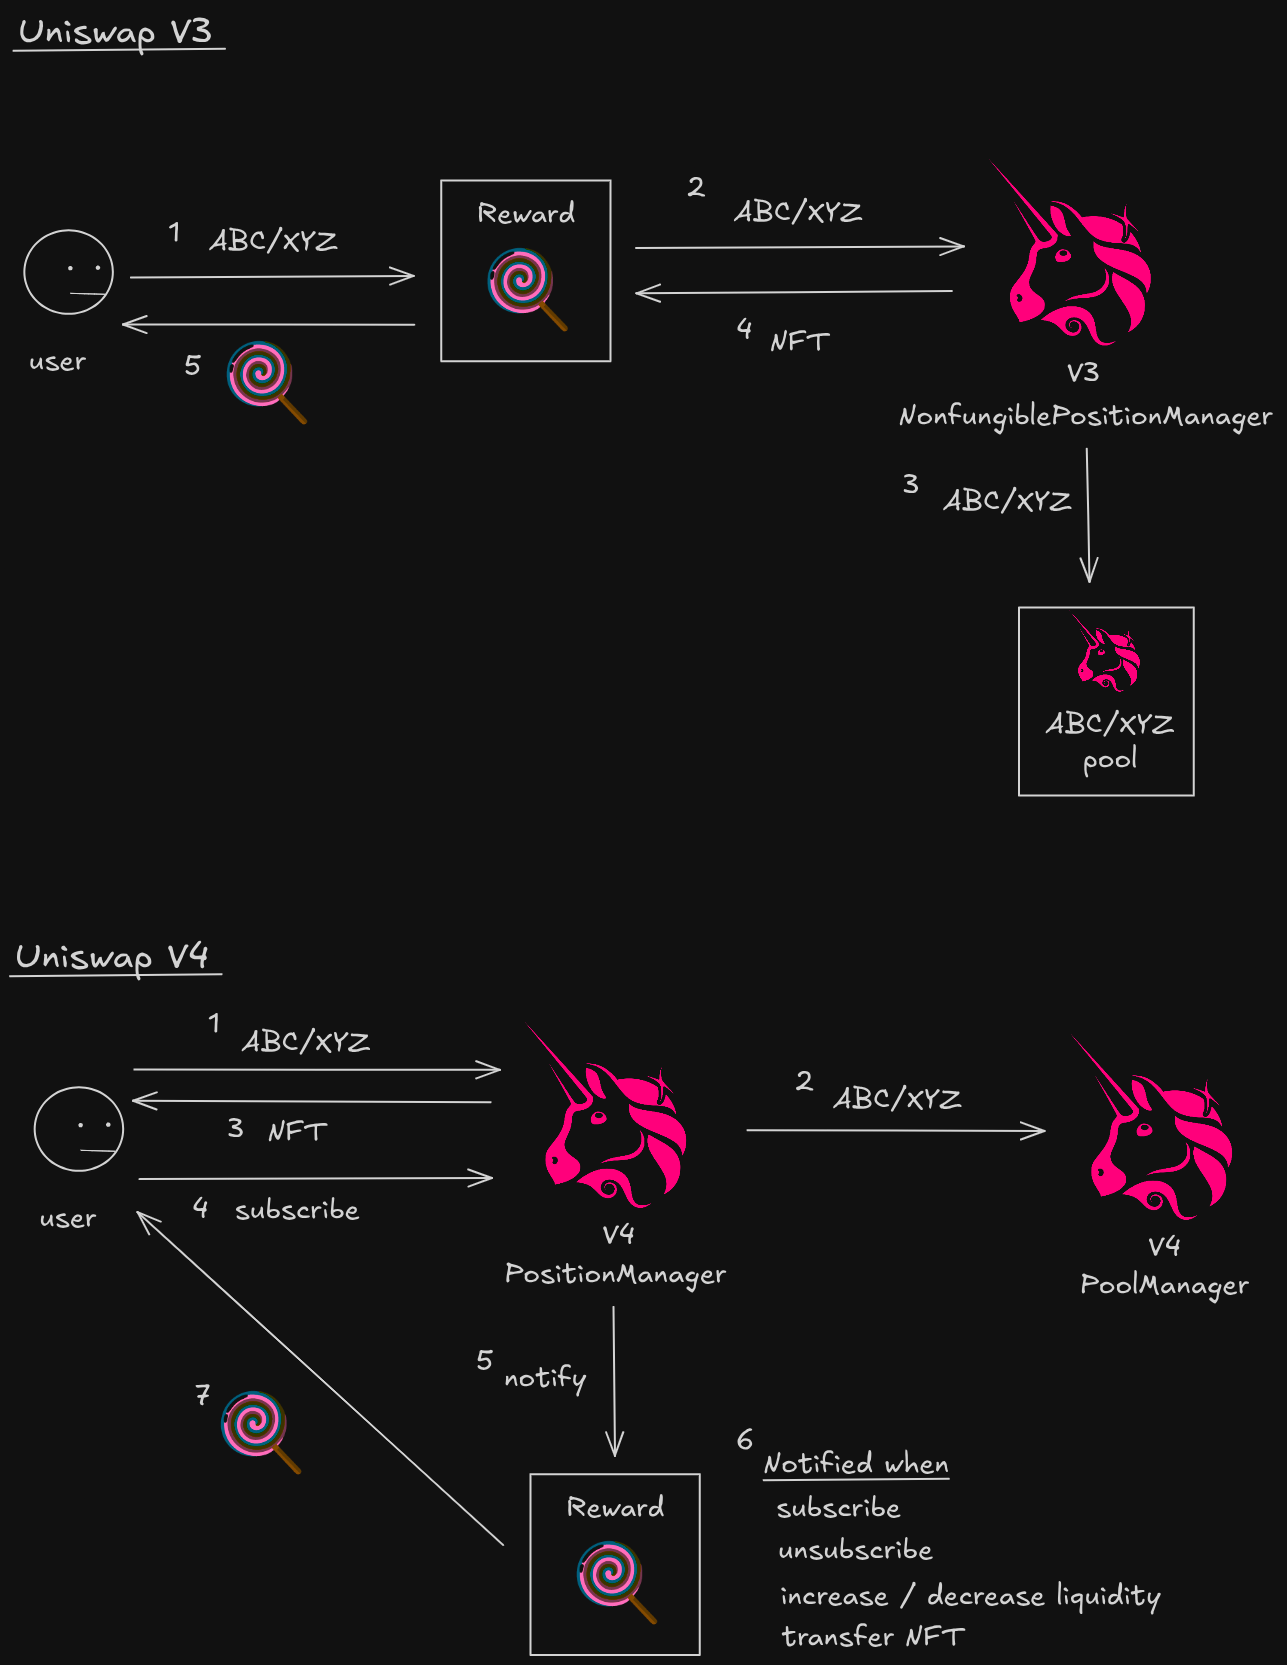 Uniswap V3
1 ABC/XYZ
Reward
2 ABC/XYZ
user
5
4 NFT
V3
NonfungiblePositionManager
3 ABC/XYZ
ABC/XYZ
pool
Uniswap V4
1 ABC/XYZ
2 ABC/XYZ
3 NFT
4 subscribe
user
V4
PositionManager
V4
PoolManager
5 notify
7
6
Notified when
subscribe
unsubscribe
increase / decrease liquidity
transfer NFT
Reward